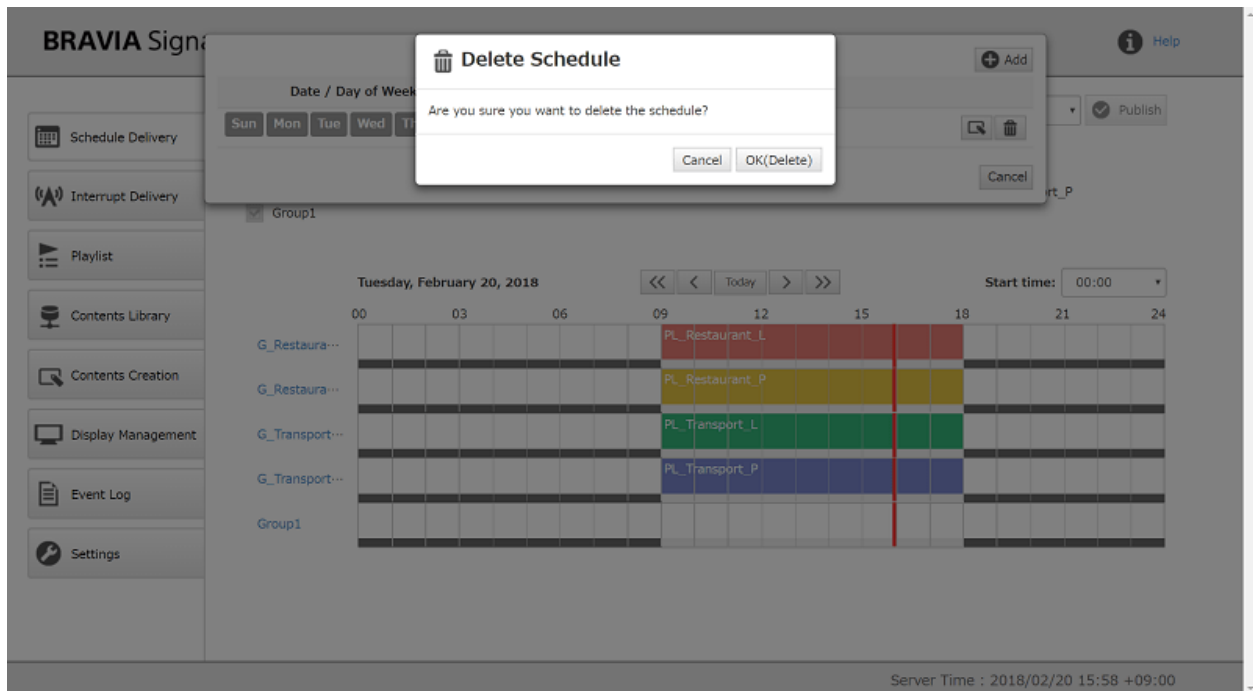 BRAVIA Signa
Delete Schedule
Add
Help
Date / Day of Week
Are you sure you want to delete the schedule?
Publish
Sun Mon Tue Wed Th
Schedule Delivery
Cancel OK(Delete)
Cancel
Interrupt Delivery
rt_P
Group1
Playlist
Tuesday, February 20, 2018
<< < Today > >>
Start time: 00:00
Contents Library
00 03 06 09 12 15 18 21 24
G_Restaura…
PL_Restaurant_L
Contents Creation
G_Restaura…
PL_Restaurant_P
Display Management
G_Transport…
PL_Transport_L
G_Transport…
PL_Transport_P
Event Log
Group1
Settings
Server Time : 2018/02/20 15:58 +09:00